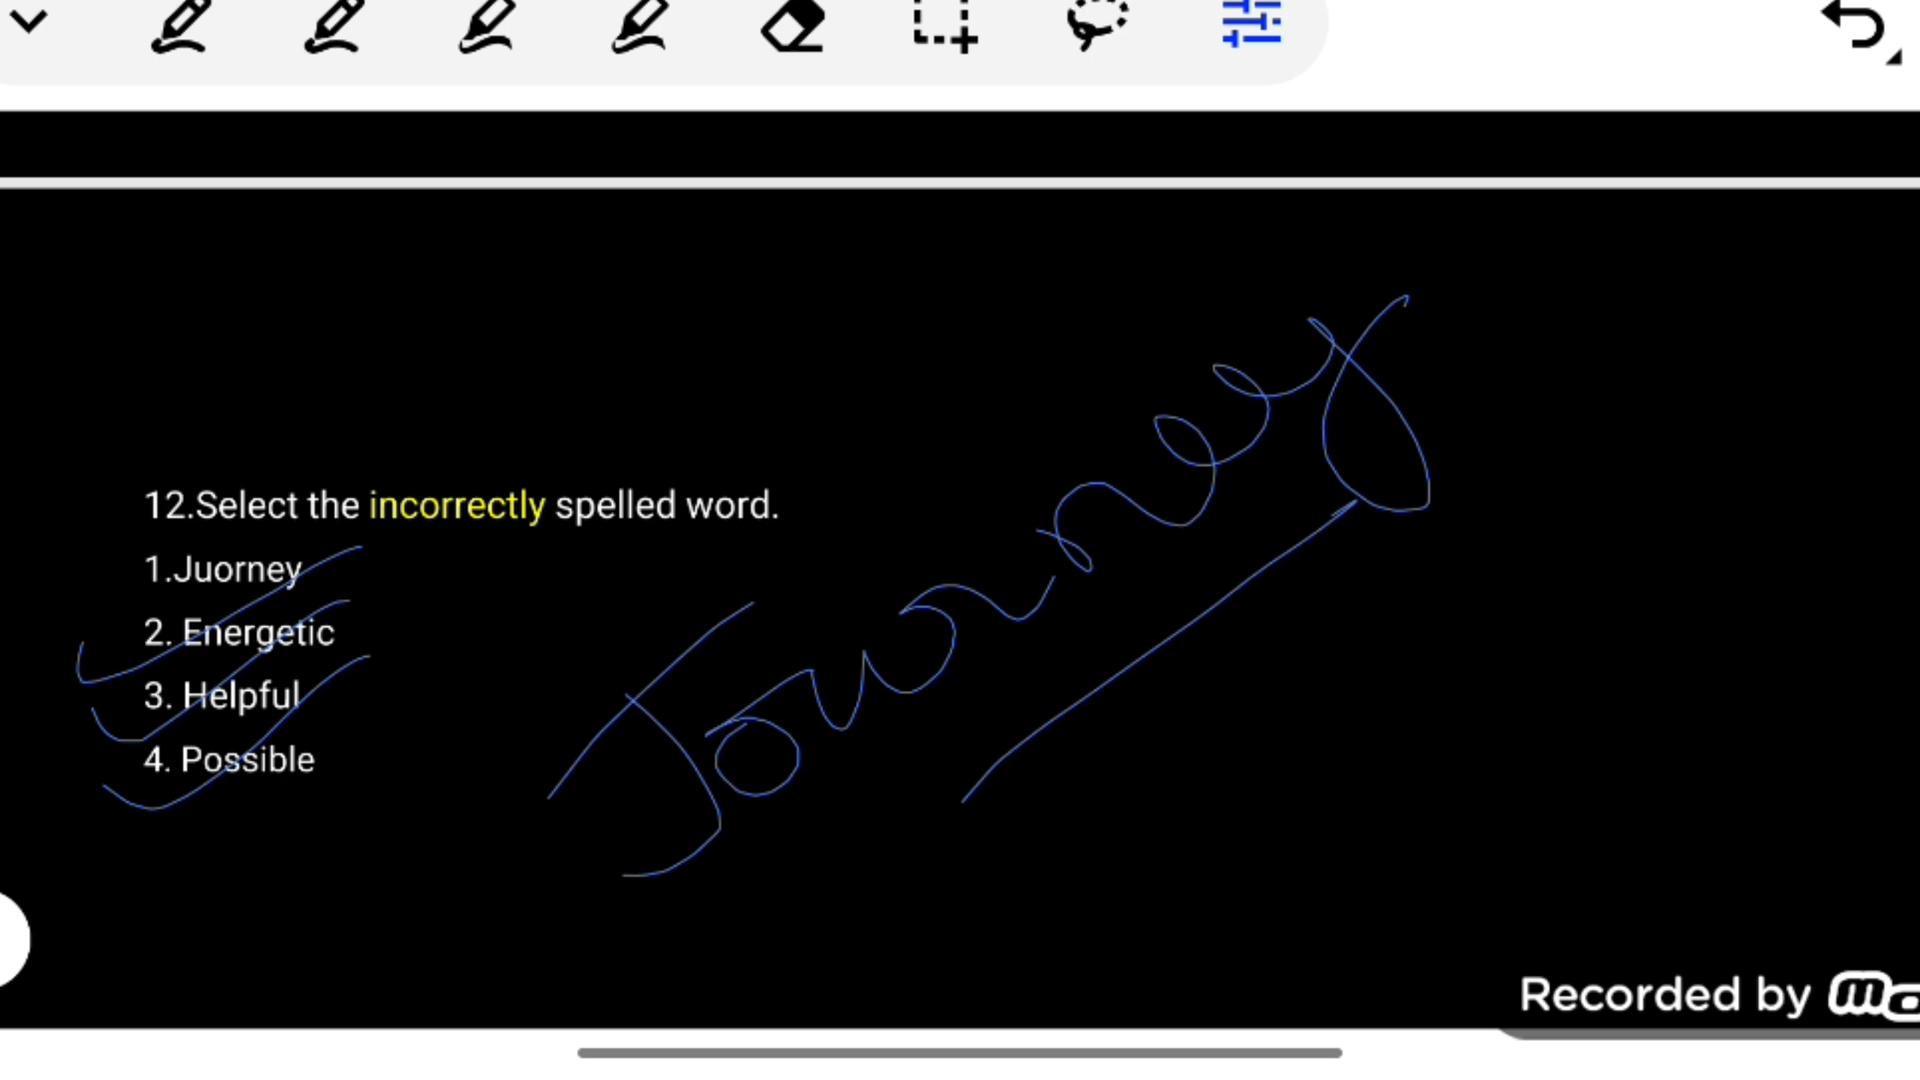 12.Select the incorrectly spelled word.
1.Juorney
2. Energetic
3. Helpful
4. Possible
Journey
Recorded by